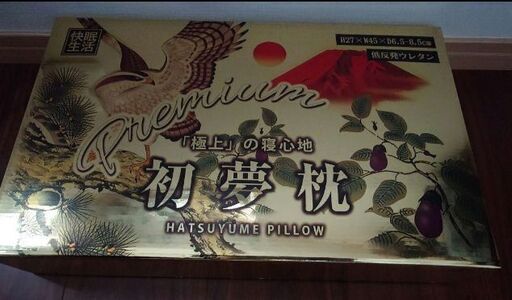 快眠
生活
H27×W45×D6.5-8.5cm
低反発ウレタン
Premium
「極上」の寝心地
初夢枕
HATSUYUME PILLOW